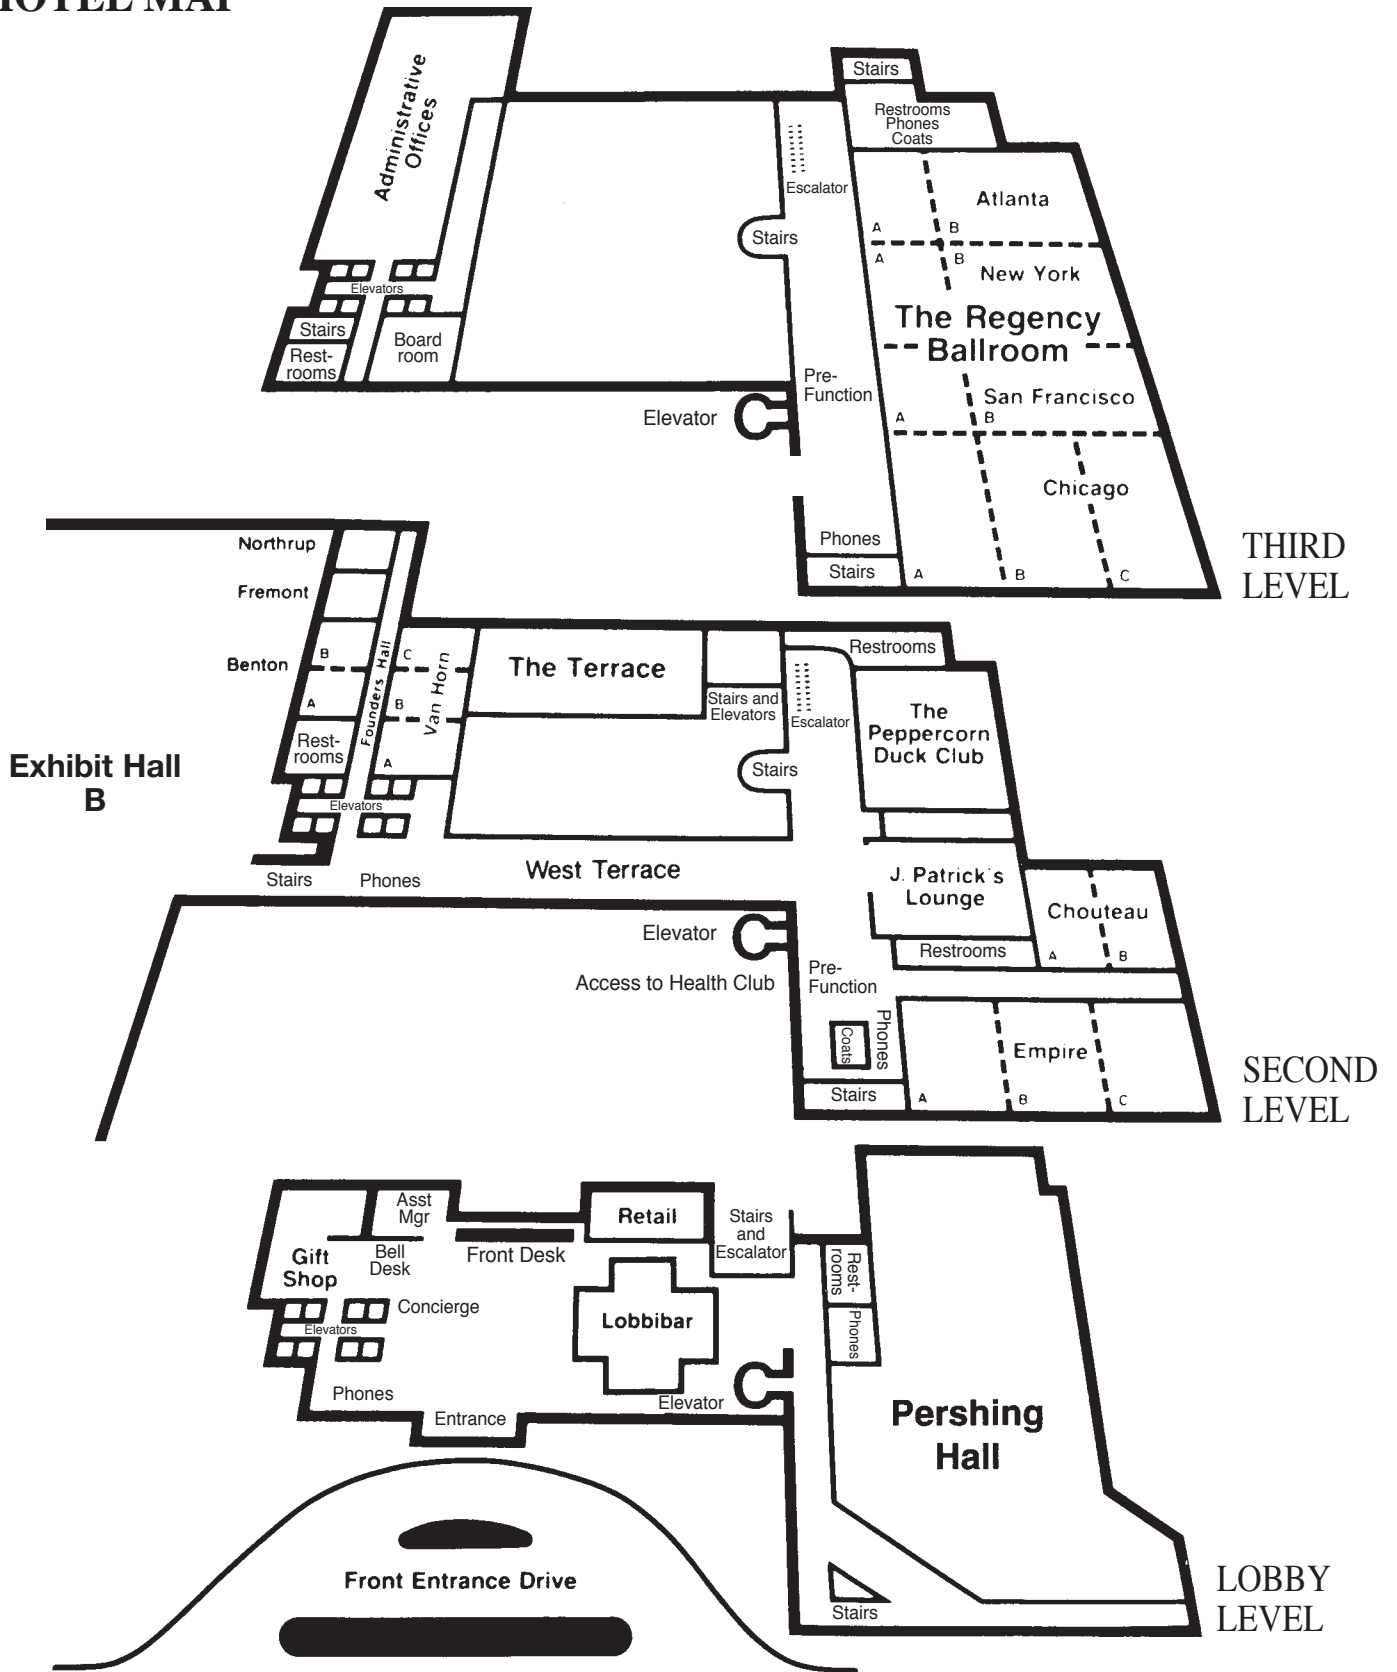 HOTEL MAP
Administrative
Offices
Elevators
Stairs
Rest-
rooms
Board
room
Stairs
Restrooms
Phones
Coats
Escalator
Stairs
Atlanta
A
B
A
B
New York
The Regency
Ballroom
Pre-
Function
San Francisco
A
B
Elevator
Chicago
Phones
Stairs
A
B
C
THIRD
LEVEL
Northrup
Fremont
Benton
B
A
Founders Hall
C
B
A
Van Horn
The Terrace
Stairs and
Elevators
Restrooms
Escalator
The
Peppercorn
Duck Club
Rest-
rooms
Exhibit Hall
B
Elevators
Stairs
Stairs
Phones
West Terrace
J. Patrick's
Lounge
Chouteau
A
B
Elevator
Restrooms
Access to Health Club
Pre-
Function
Phones
Coats
Stairs
Empire
A
B
C
SECOND
LEVEL
Asst
Mgr
Bell
Desk
Front Desk
Retail
Stairs
and
Escalator
Gift
Shop
Rest-
rooms
Concierge
Elevators
Lobbibar
Phones
Phones
Elevator
Entrance
Pershing
Hall
Front Entrance Drive
Stairs
LOBBY
LEVEL